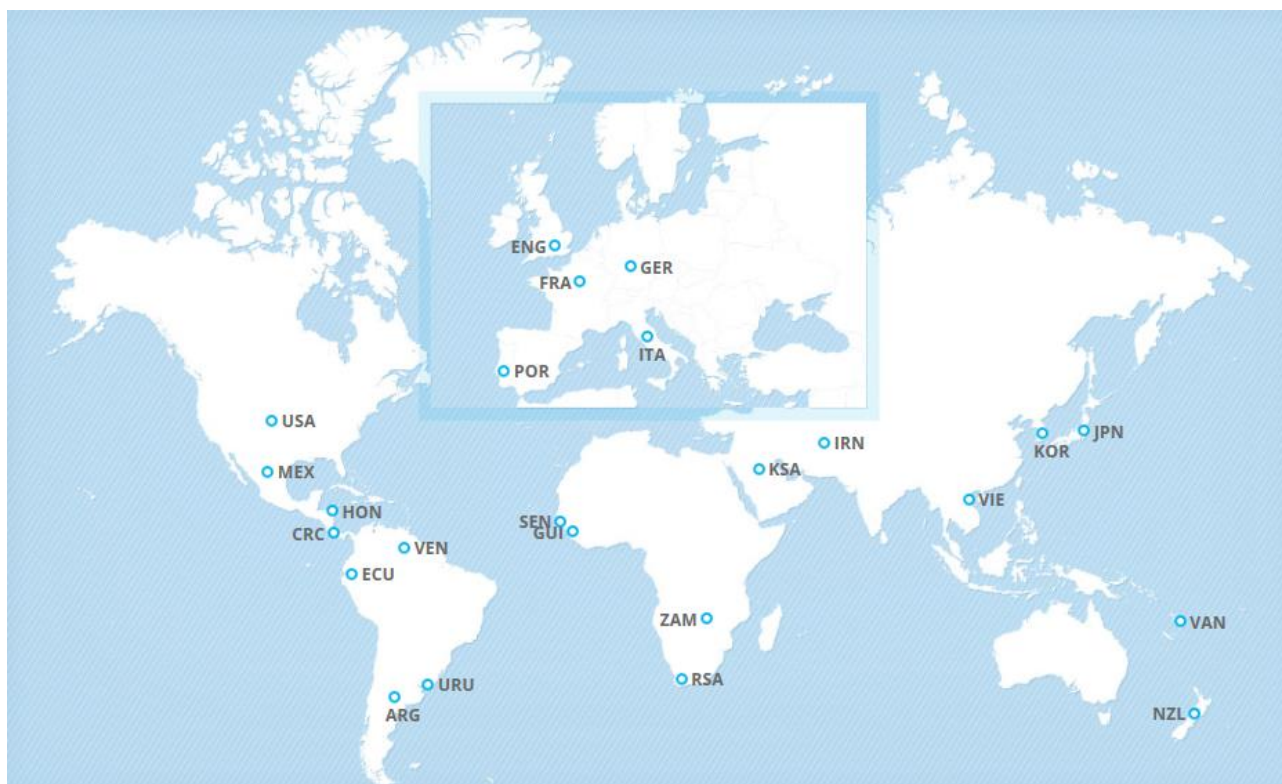 ENG
GER
FRA
ITA
POR
USA
JPN
IRN
KOR
KSA
MEX
VIE
HON
SEN
GUI
CRC
VEN
ECU
ZAM
VAN
RSA
URU
NZL
ARG